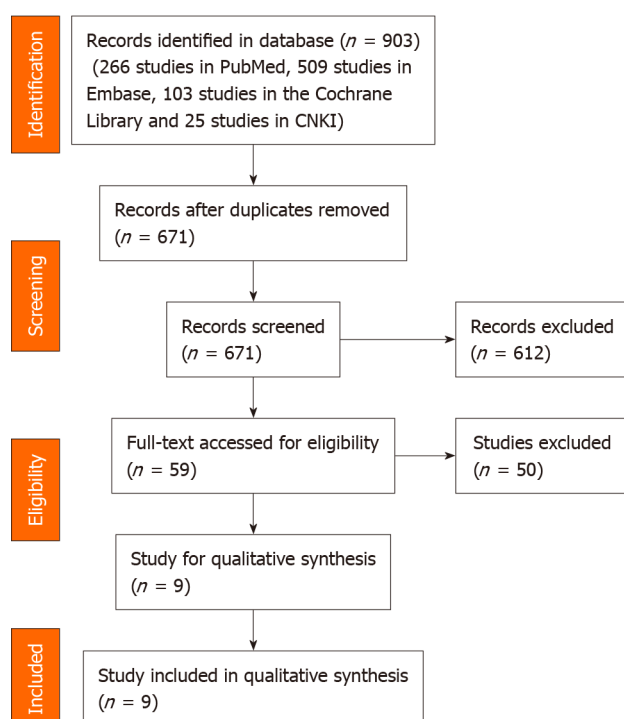 Identification
Records identified in database (n = 903)
(266 studies in PubMed, 509 studies in
Embase, 103 studies in the Cochrane
Library and 25 studies in CNKI)
Records after duplicates removed
(n = 671)
Screening
Records screened
(n = 671)
Records excluded
(n = 612)
Eligibility
Full-text accessed for eligibility
(n = 59)
Studies excluded
(n = 50)
Study for qualitative synthesis
(n = 9)
Included
Study included in qualitative synthesis
(n = 9)